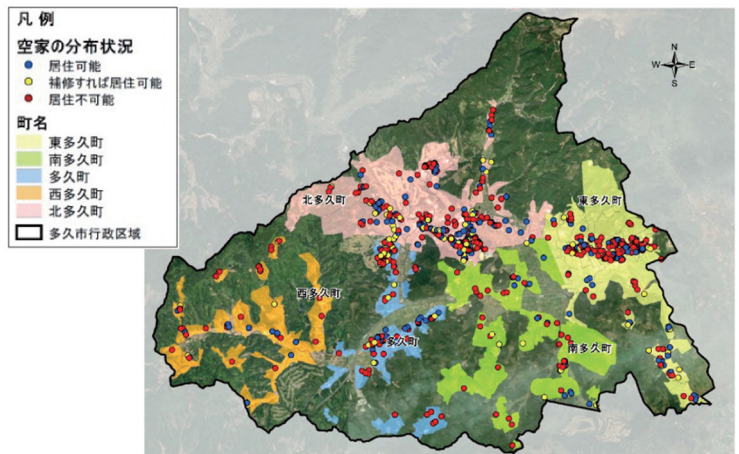 凡例
空家の分布状況
居住可能
補修すれば居住可能
居住不可能
町名
東多久町
南多久町
多久町
西多久町
北多久町
多久市行政区域
N
W E
S
北多久町
東多久町
西多久町
多久町
南多久町